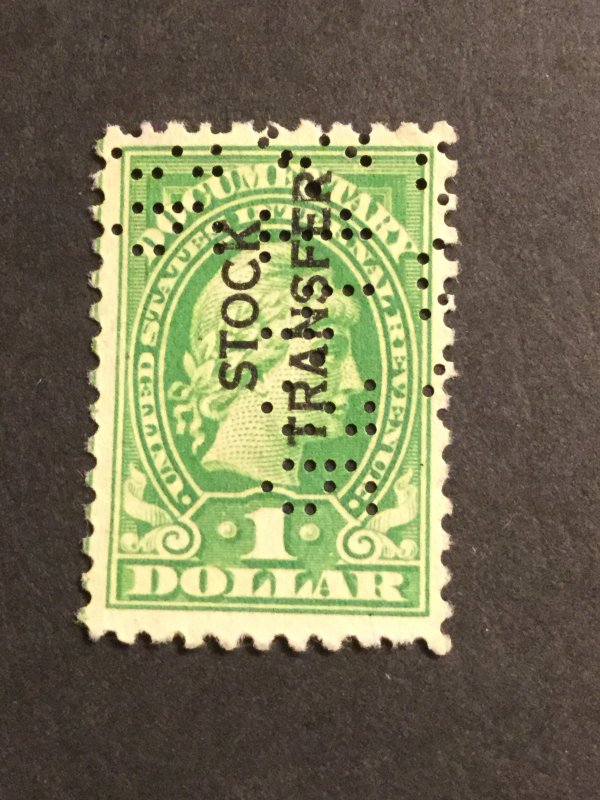 DOCUMENTARY
UNITED STATES INTERNAL REVENUE
STOCK
TRANSFER
1
DOLLAR